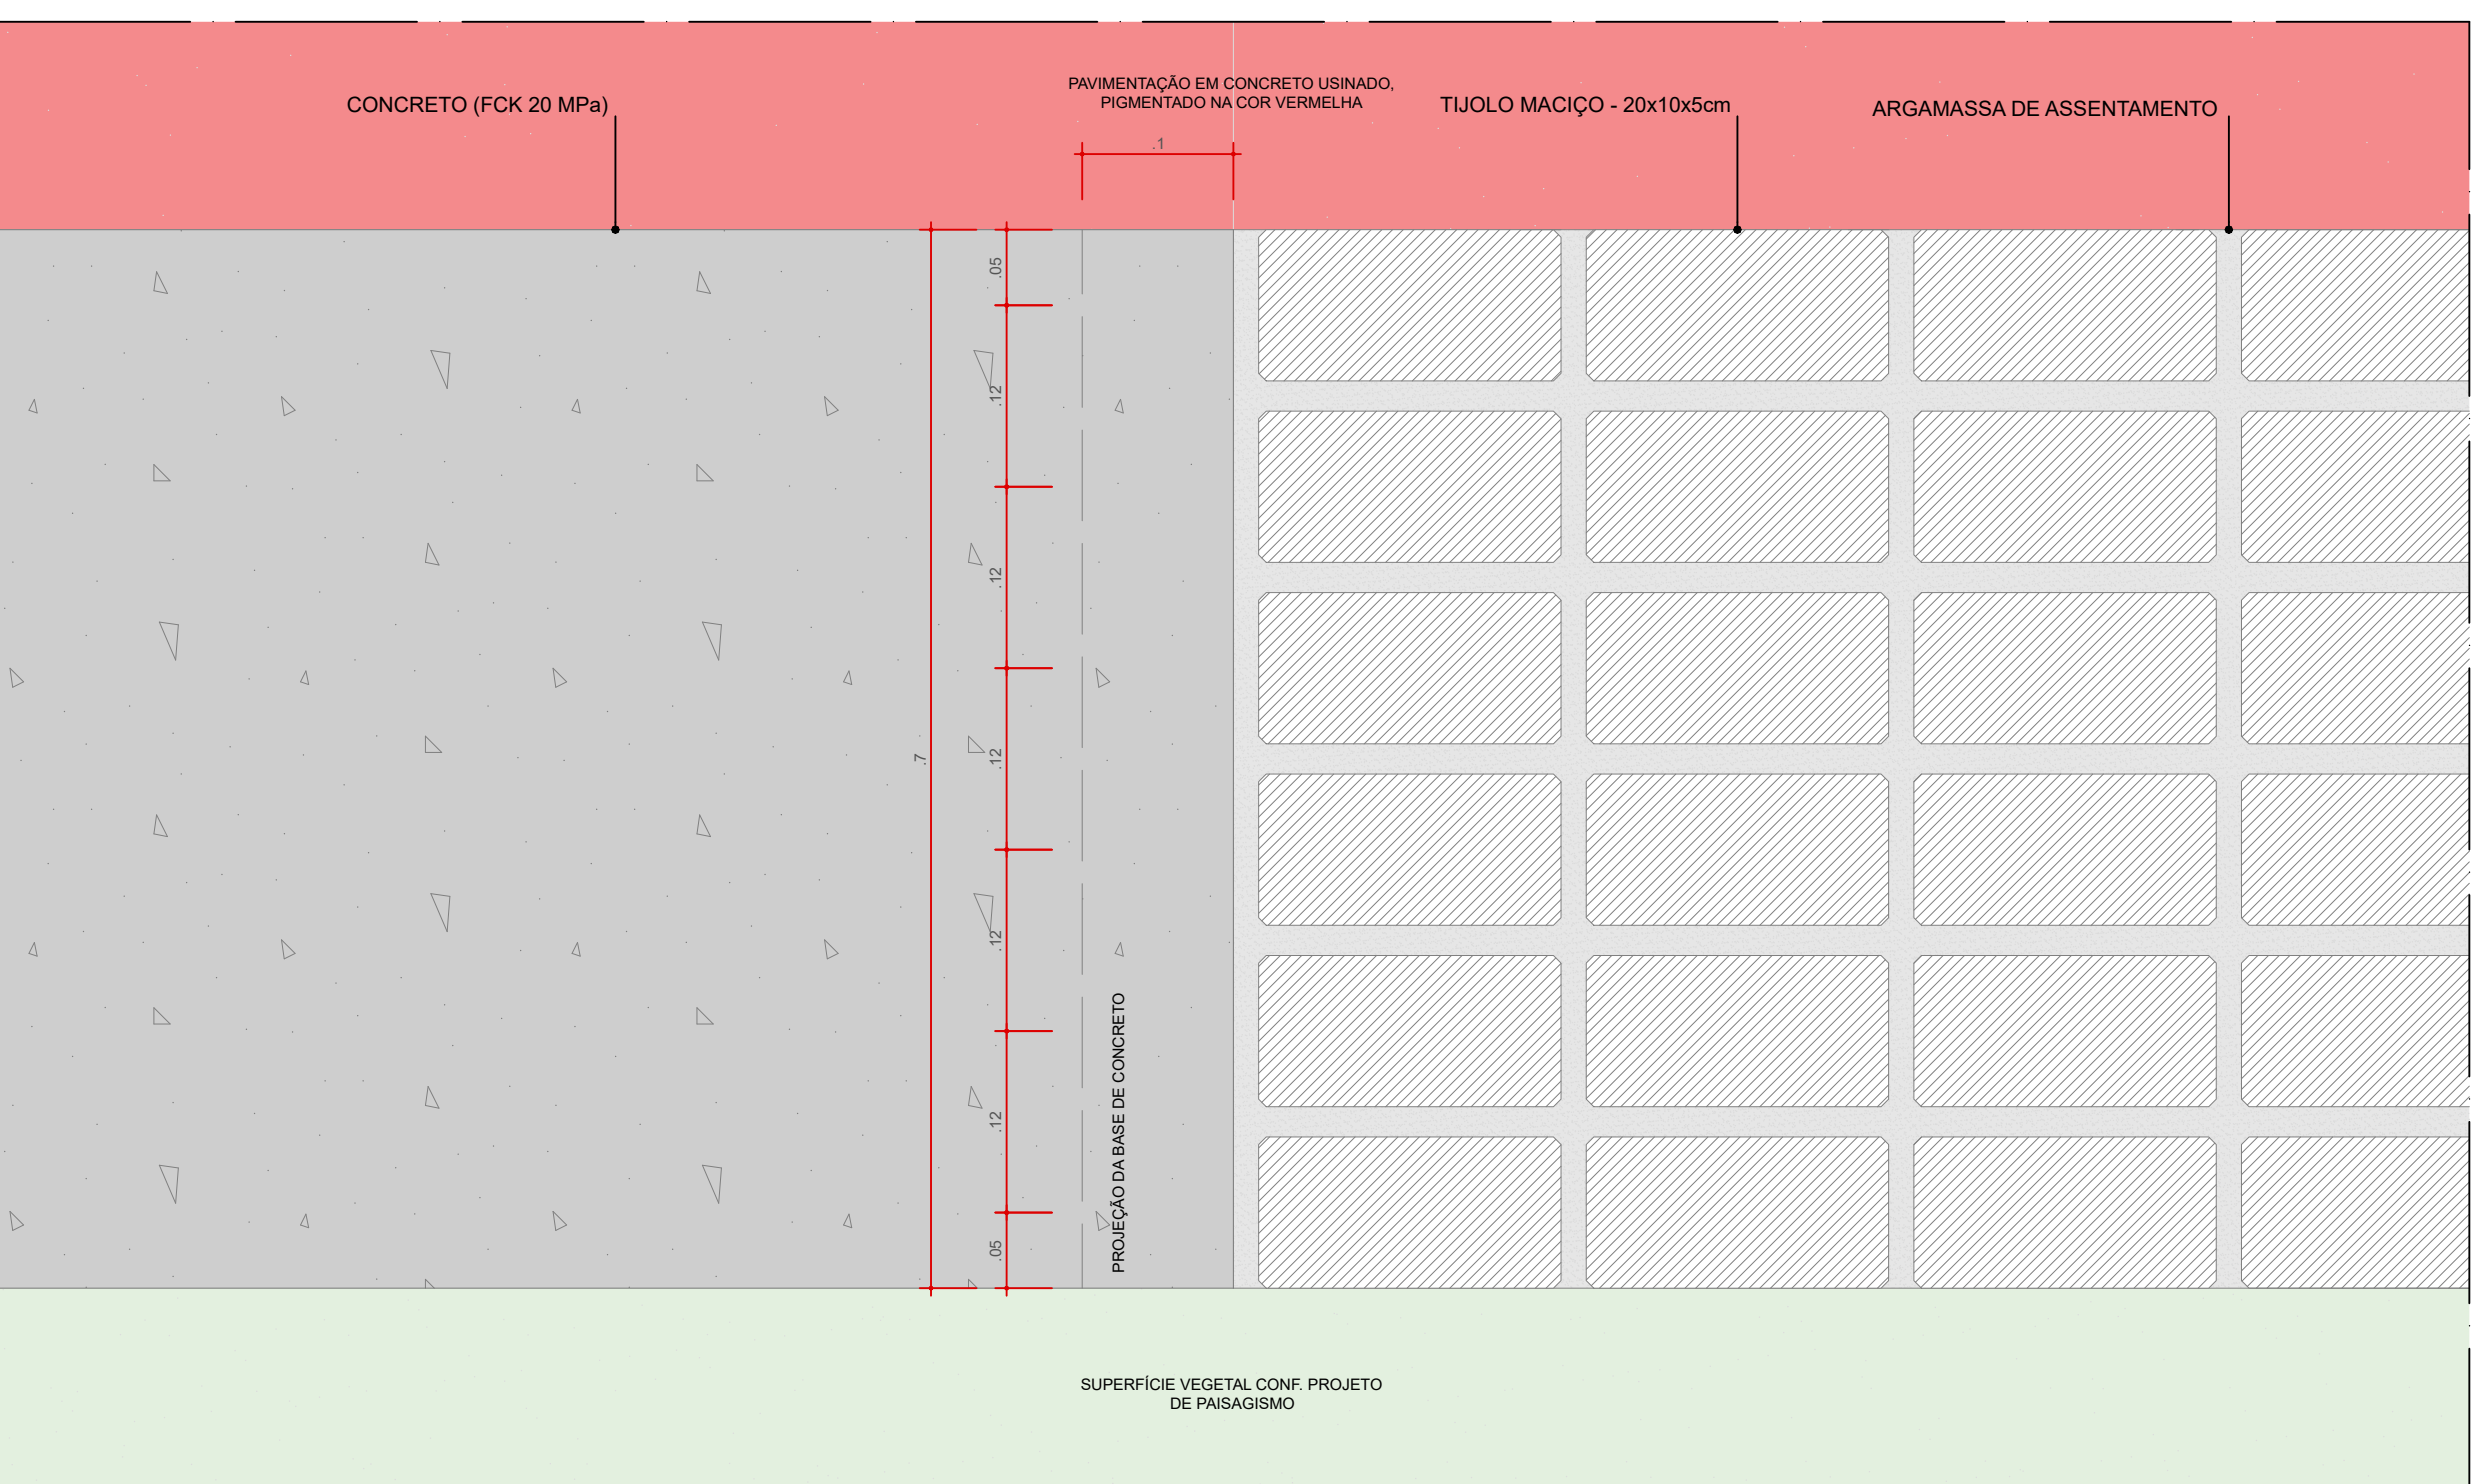 PAVIMENTAÇÃO EM CONCRETO USINADO,
PIGMENTADO NA COR VERMELHA
CONCRETO (FCK 20 MPa)
TIJOLO MACIÇO - 20x10x5cm
ARGAMASSA DE ASSENTAMENTO
.1
.05
.12
.12
.12
.12
.12
.05
.7
PROJEÇÃO DA BASE DE CONCRETO
SUPERFÍCIE VEGETAL CONF. PROJETO
DE PAISAGISMO